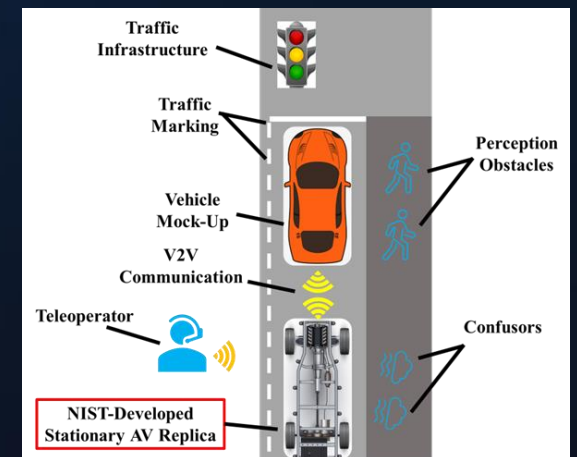 Traffic
Infrastructure
Traffic
Marking
Perception
Obstacles
Vehicle
Mock-Up
V2V
Communication
Teleoperator
Confusors
NIST-Developed
Stationary AV Replica